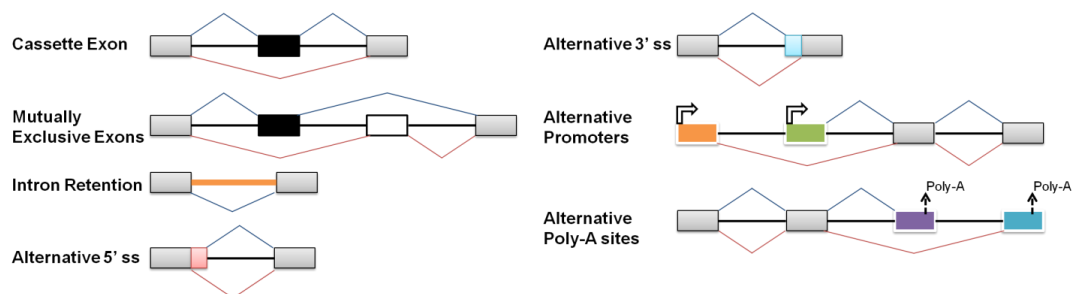 Cassette Exon
Mutually
Exclusive Exons
Intron Retention
Alternative 5' ss
Alternative 3' ss
Alternative
Promoters
Poly-A
Poly-A
Alternative
Poly-A sites